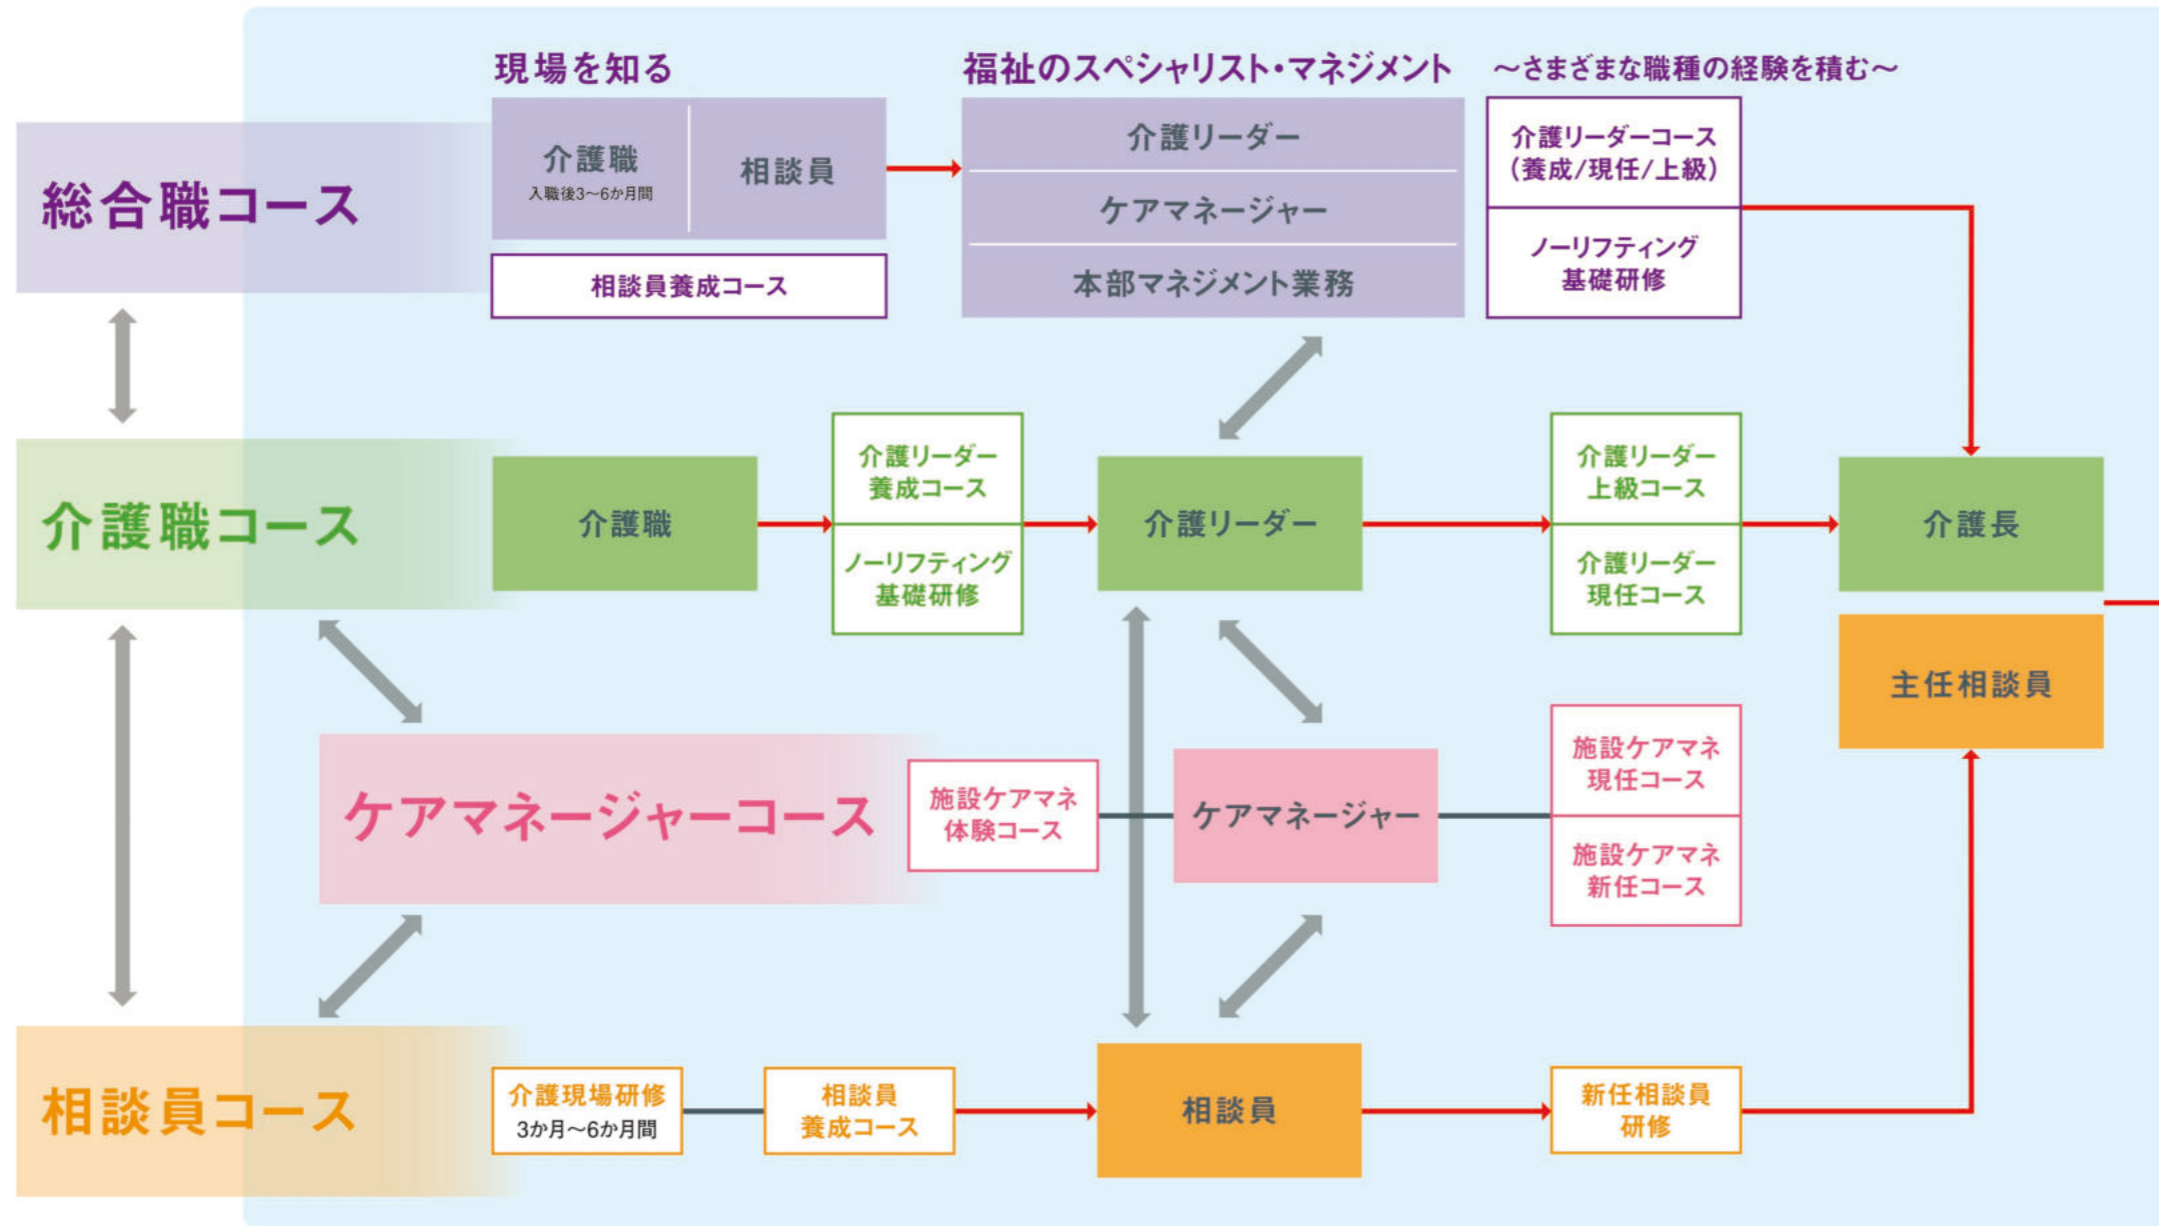 現場を知る
福祉のスペシャリスト・マネジメント
～さまざまな職種の経験を積む～
総合職コース
介護職
入職後3～6か月間
相談員
相談員養成コース
介護リーダー
ケアマネージャー
本部マネジメント業務
介護リーダーコース
(養成/現任/上級)
ノーリフティング
基礎研修
介護職コース
介護職
介護リーダー
養成コース
ノーリフティング
基礎研修
介護リーダー
介護リーダー
上級コース
介護リーダー
現任コース
介護長
主任相談員
ケアマネージャーコース
施設ケアマネ
体験コース
ケアマネージャー
施設ケアマネ
現任コース
施設ケアマネ
新任コース
相談員コース
介護現場研修
3か月～6か月間
相談員
養成コース
相談員
新任相談員
研修